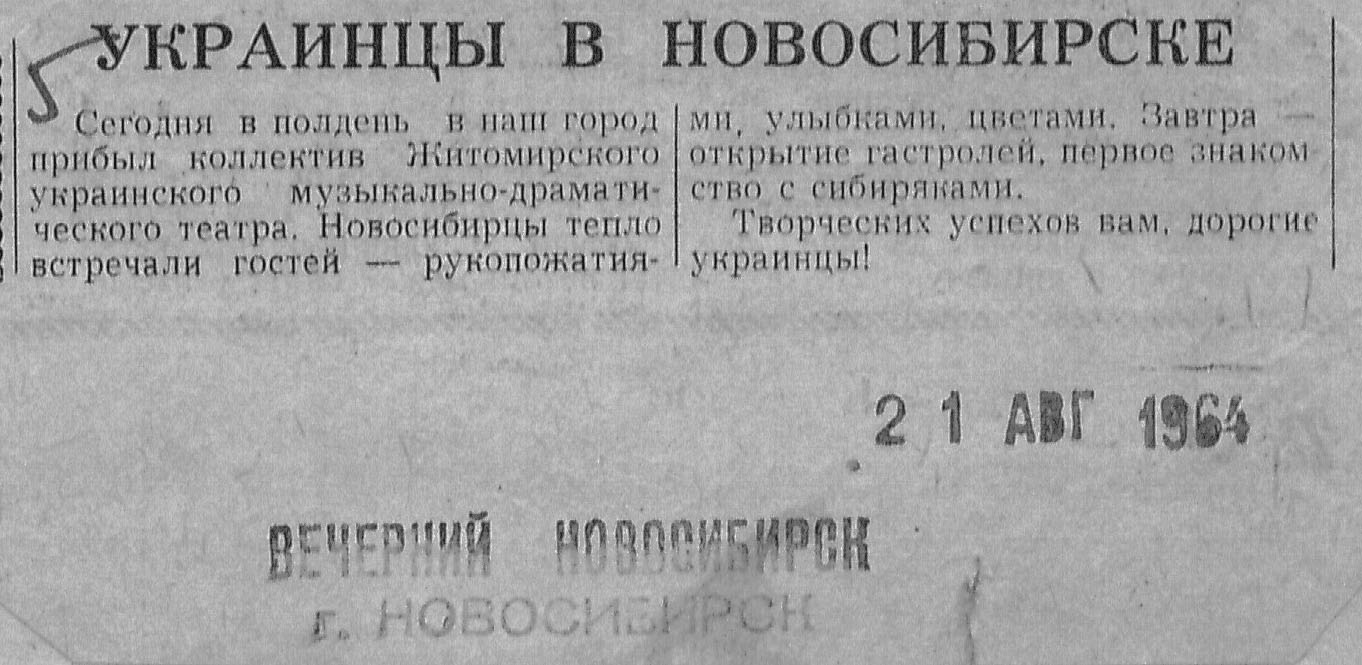 УКРАИНЦЫ В НОВОСИБИРСКЕ
Сегодня в полдень в наш город
прибыл коллектив Житомирского
украинского музыкально-драмати-
ческого театра. Новосибирцы тепло
встречали гостей — рукопожатия-
ми, улыбками, цветами. Завтра —
открытие гастролей, первое знаком-
ство с сибиряками.
Творческих успехов вам, дорогие
украинцы!
21 АВГ 1964
ВЕЧЕРНИЙ НОВОСИБИРСК
г. НОВОСИБИРСК